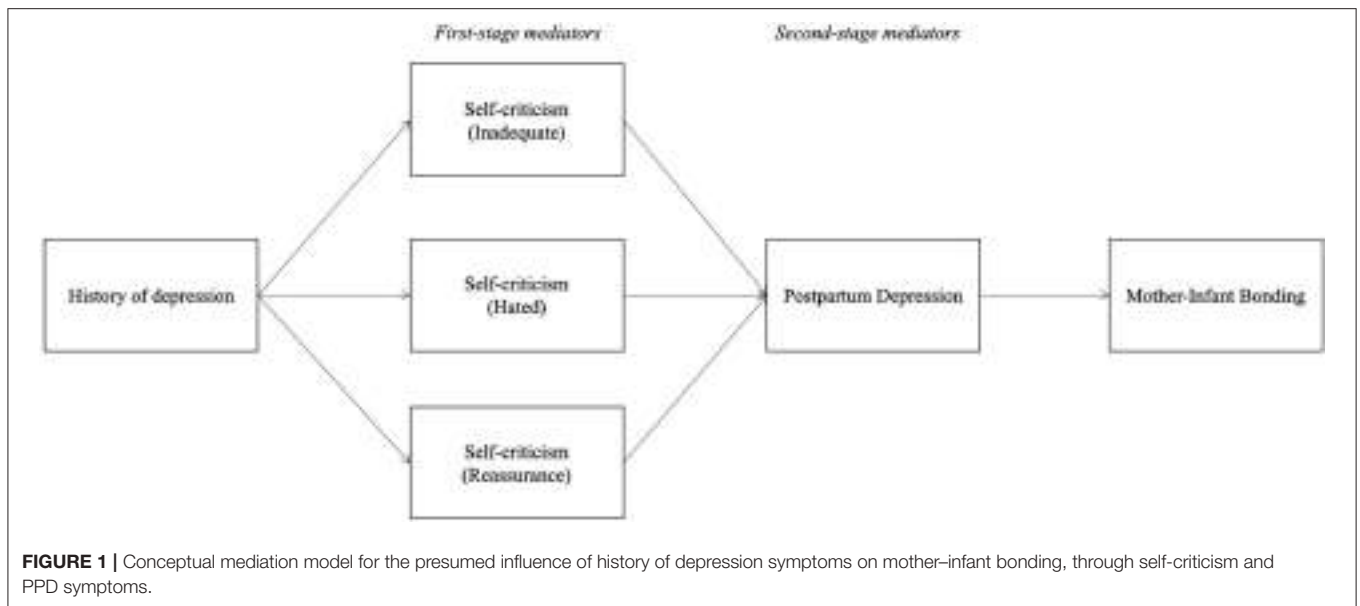 First-stage mediators
Second-stage mediators
Self-criticism
(Inadequate)
History of depression
Self-criticism
(Hated)
Postpartum Depression
Mother-Infant Bonding
Self-criticism
(Reassurance)
FIGURE 1 | Conceptual mediation model for the presumed influence of history of depression symptoms on mother–infant bonding, through self-criticism and
PPD symptoms.